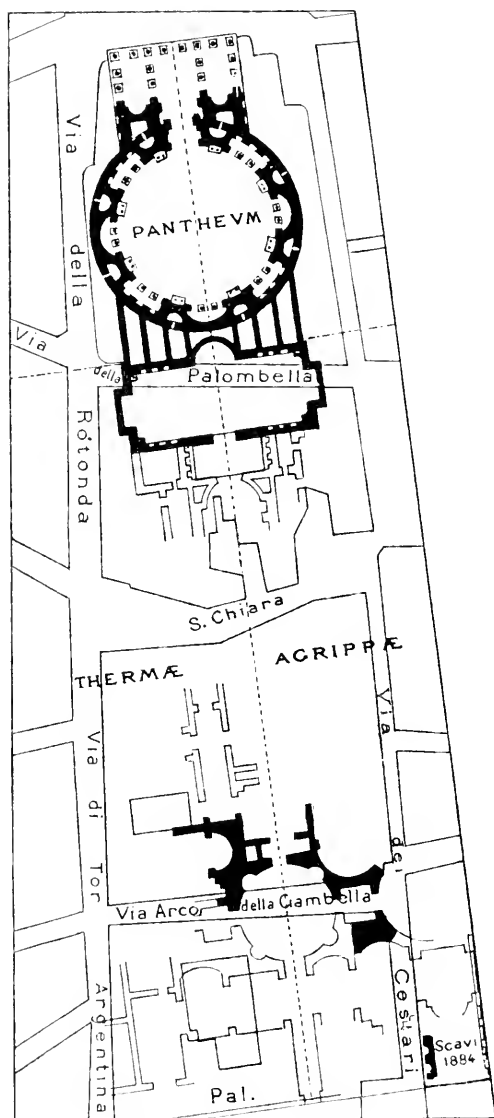 PANTHEVM
Via della Rotonda
Via della Palombella
S. Chiara
THERMÆ AGRIPPÆ
Via dei Cestari
Via di Tor Argentina
Via Arco della Ciambella
Scavi
1884
Pal.